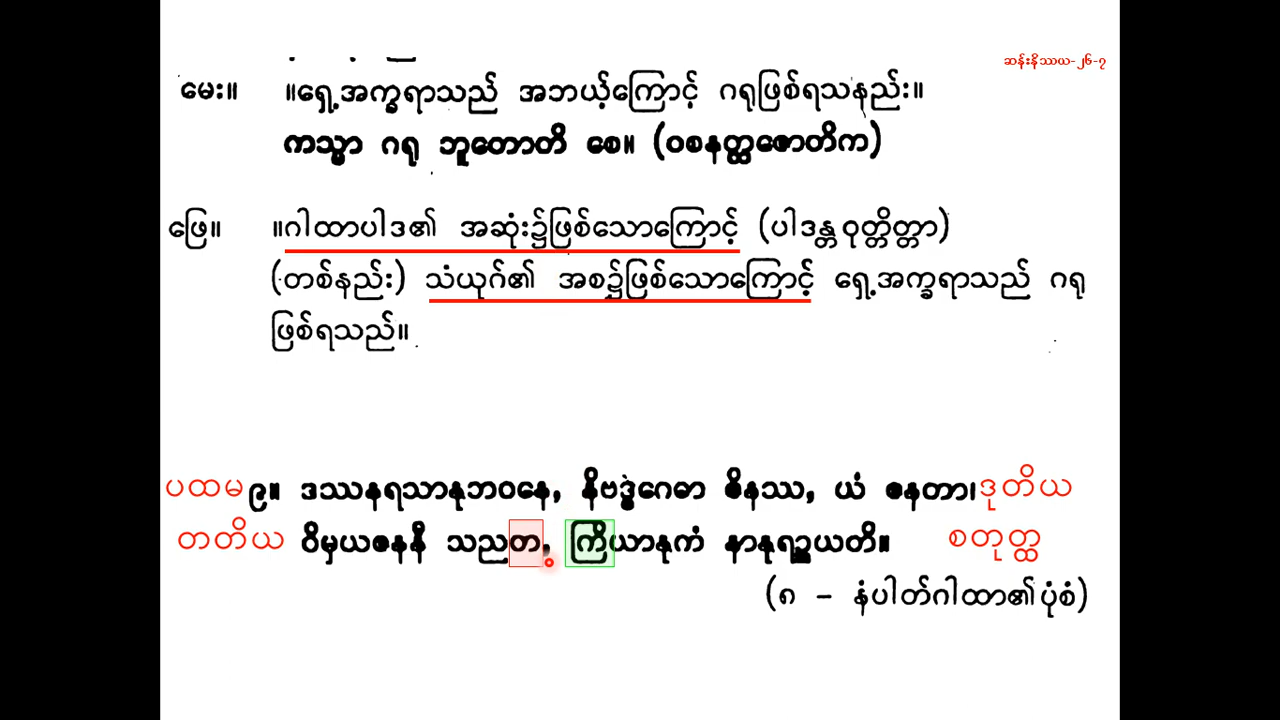 ဆန်းနိဿယ-၂၆-၇
မေး။ ။ရှေ့အက္ခရာသည် အဘယ့်ကြောင့် ဂရုဖြစ်ရသနည်း။
ကသ္မာ ဂရု ဘူတောတိ စေ။ (ဝစနတ္ထဇောတိက)
ဖြေ။ ။ဂါထာပါဒ၏ အဆုံး၌ဖြစ်သောကြောင့် (ပါဒန္တဝုတ္တိတ္တာ)
(တစ်နည်း) သံယုဂ်၏ အစ၌ဖြစ်သောကြောင့် ရှေ့အက္ခရာသည် ဂရု
ဖြစ်ရသည်။
ပထမ ၉။ ဒဿနရသာနုဘဝနေ, နိဗဒ္ဓဂေဓာ ဇိနဿ, ယံ ဇနတာ၊ ဒုတိယ
တတိယ ဝိမှယဇနနီ သညတ, ကြိယာနုကံ နာနုရဉ္ဇယတိ။ စတုတ္ထ
(၈ - နံပါတ်ဂါထာ၏ပုံစံ)